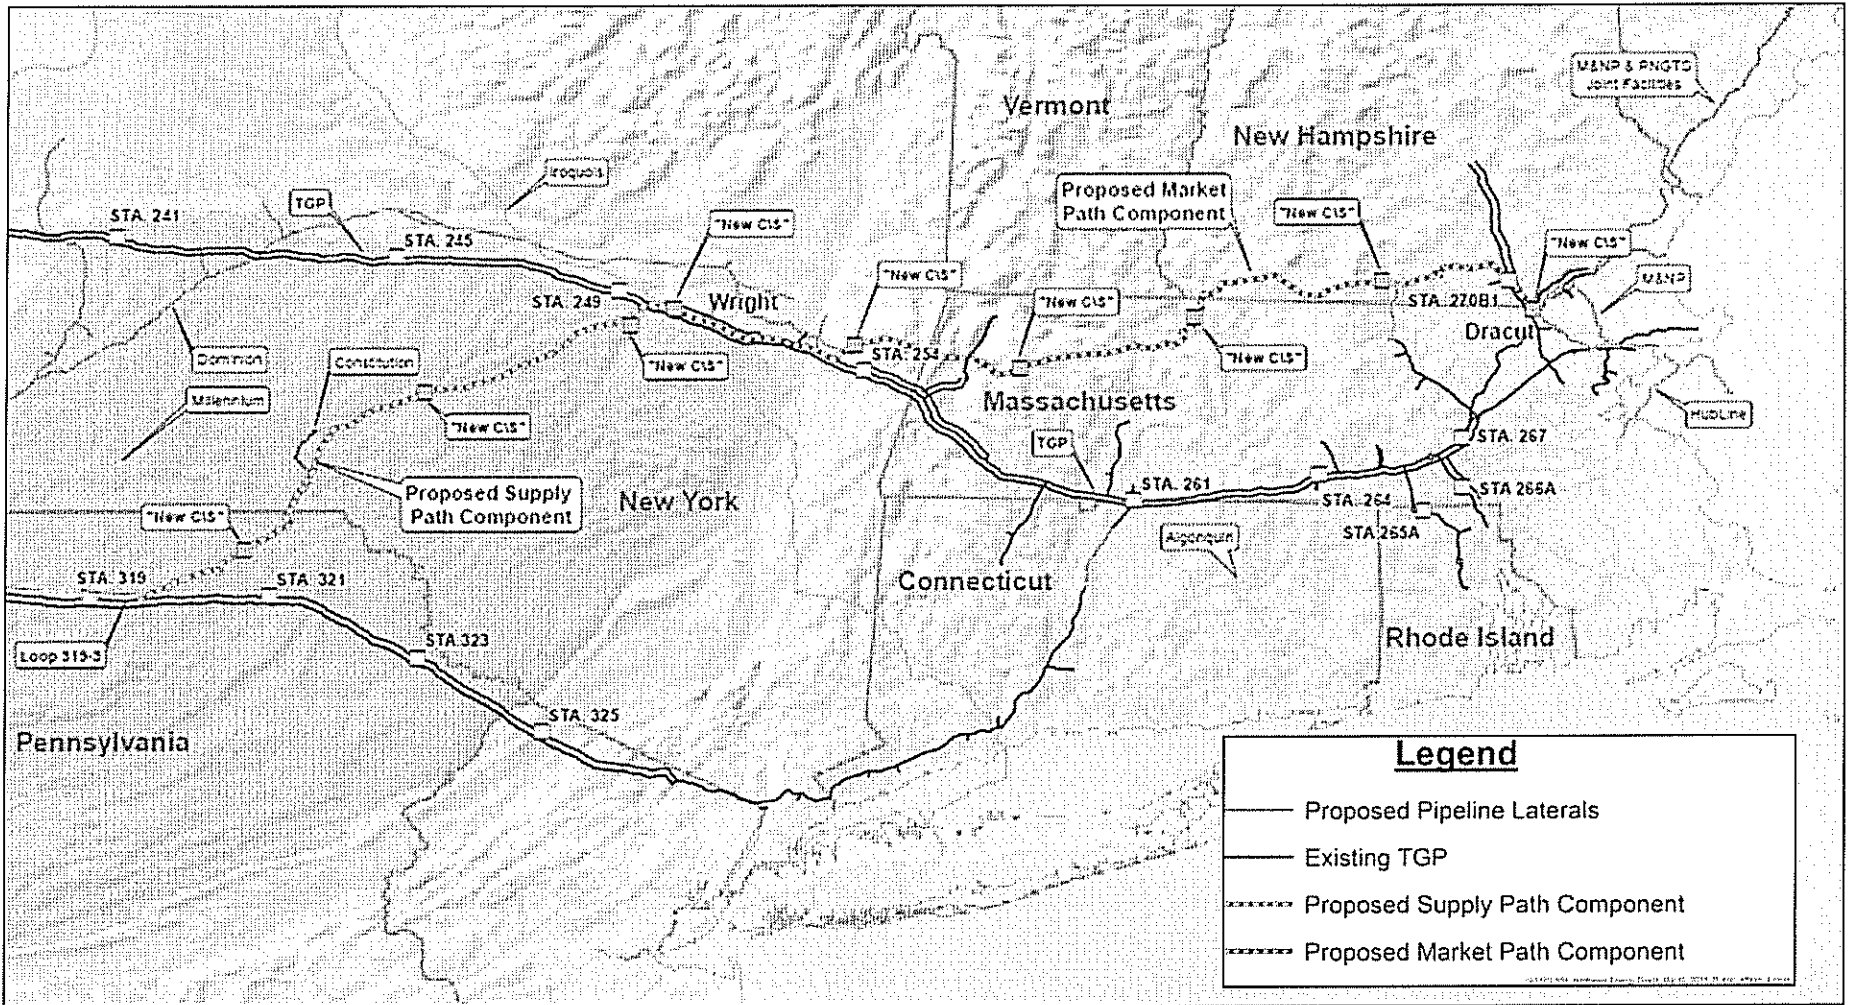 M&NP & PNGTS
Joint Facilities
Vermont
New Hampshire
Iroquois
Proposed Market
Path Component
TGP
STA. 241
STA. 245
"New C\S"
"New C\S"
"New C\S"
"New C\S"
"New C\S"
M&NP
STA. 249
Wright
STA. 270B1
Dracut
Dominion
Constitution
"New C\S"
STA. 254
"New C\S"
Millennium
Massachusetts
HubLine
"New C\S"
TGP
STA. 267
Proposed Supply
Path Component
New York
STA. 261
STA. 264
STA 266A
"New C\S"
Algonquin
STA 265A
STA. 319
STA. 321
Connecticut
STA.323
Rhode Island
Loop 319-3
STA. 325
Pennsylvania
Legend
Proposed Pipeline Laterals
Existing TGP
Proposed Supply Path Component
Proposed Market Path Component